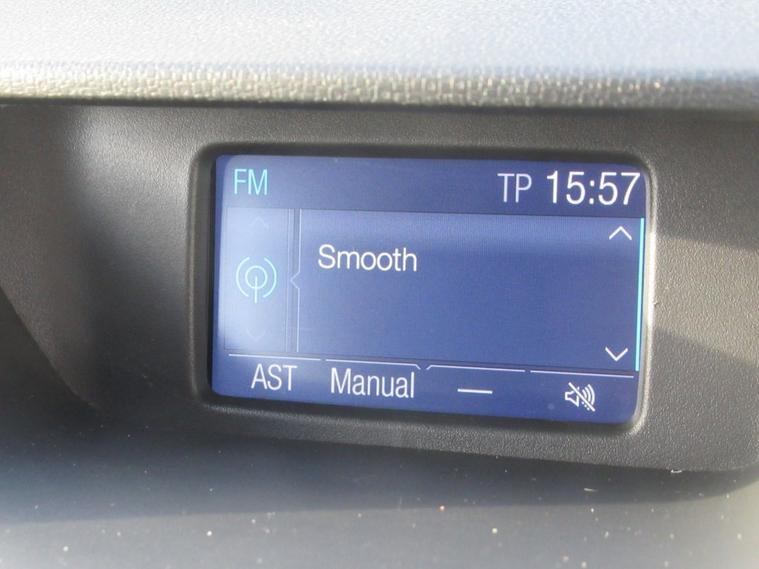 FM TP 15:57
Smooth
AST Manual —